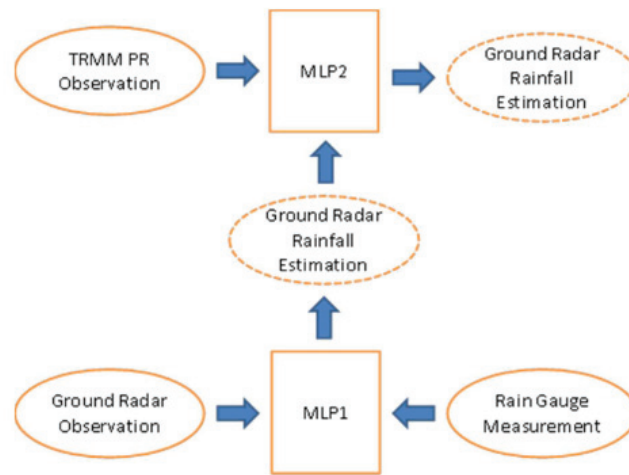 TRMM PR
Observation
MLP2
Ground Radar
Rainfall
Estimation
Ground Radar
Rainfall
Estimation
Ground Radar
Observation
MLP1
Rain Gauge
Measurement